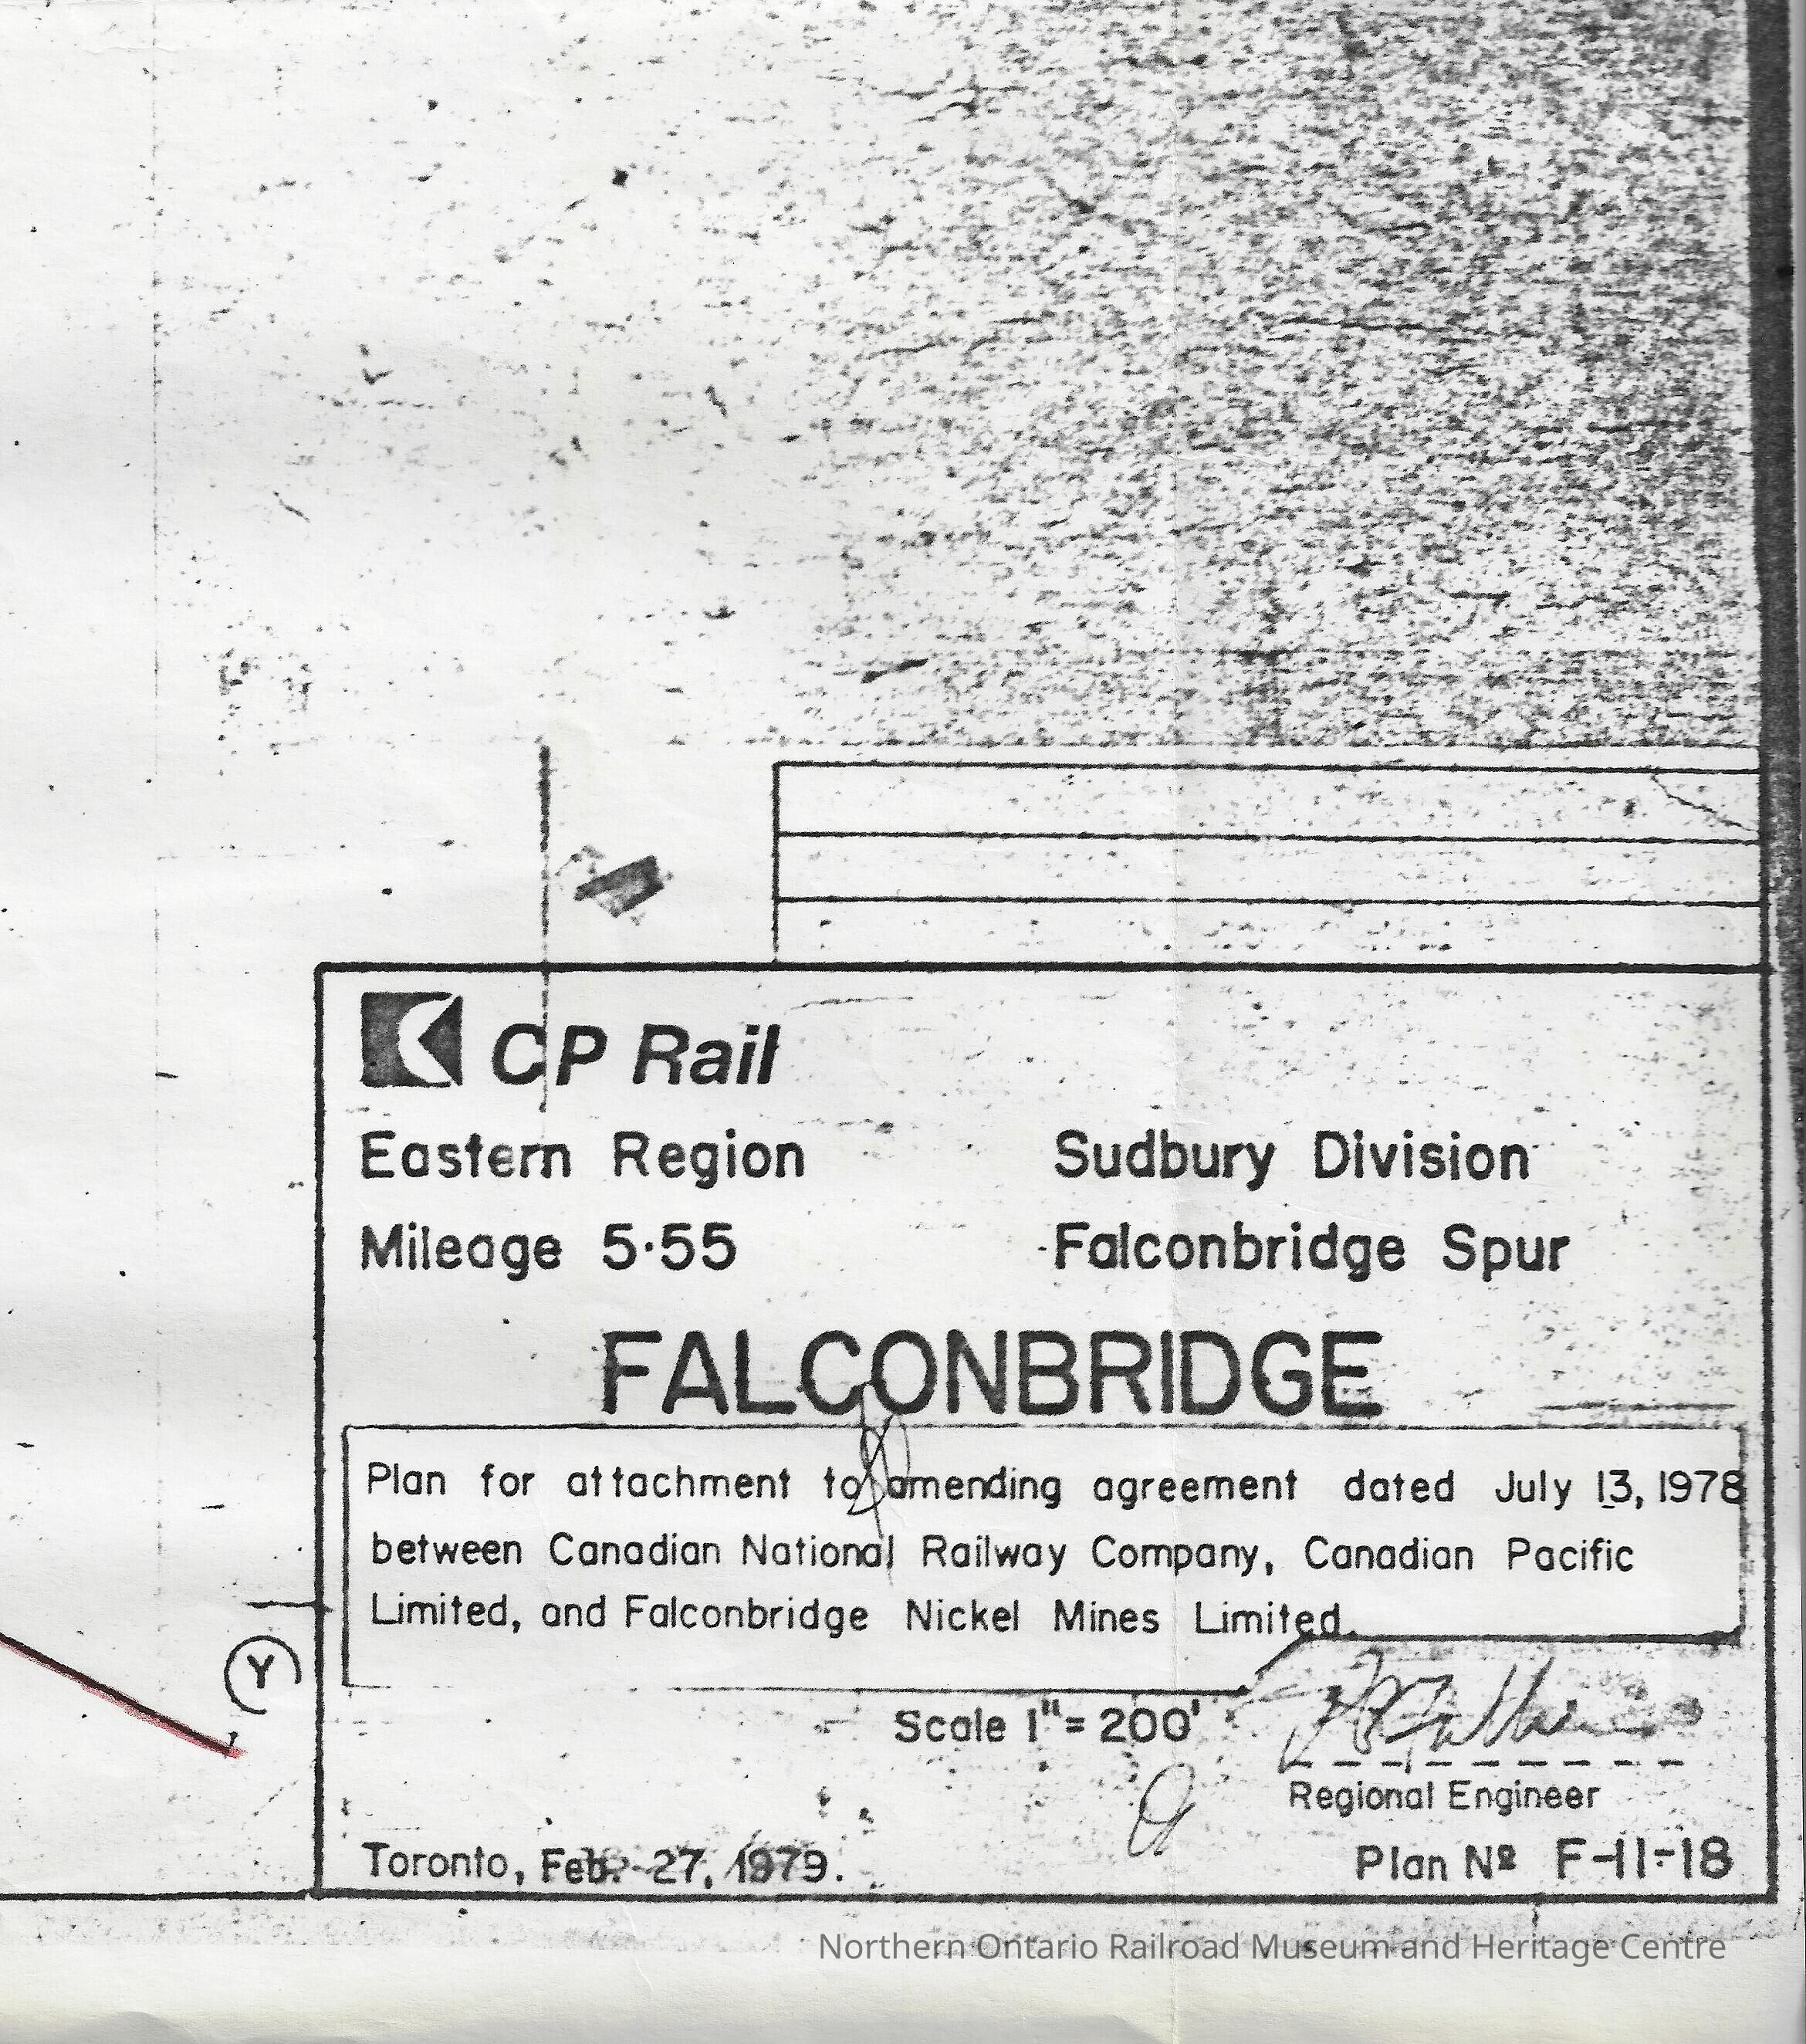 CP Rail
Eastern Region Sudbury Division
Mileage 5·55 Falconbridge Spur
FALCONBRIDGE
Plan for attachment to amending agreement dated July 13, 1978
between Canadian National Railway Company, Canadian Pacific
Limited, and Falconbridge Nickel Mines Limited.
Y
Scale 1"= 200'
Regional Engineer
Toronto, Feb. 27, 1979. Plan Nº F-11-18
Northern Ontario Railroad Museum and Heritage Centre